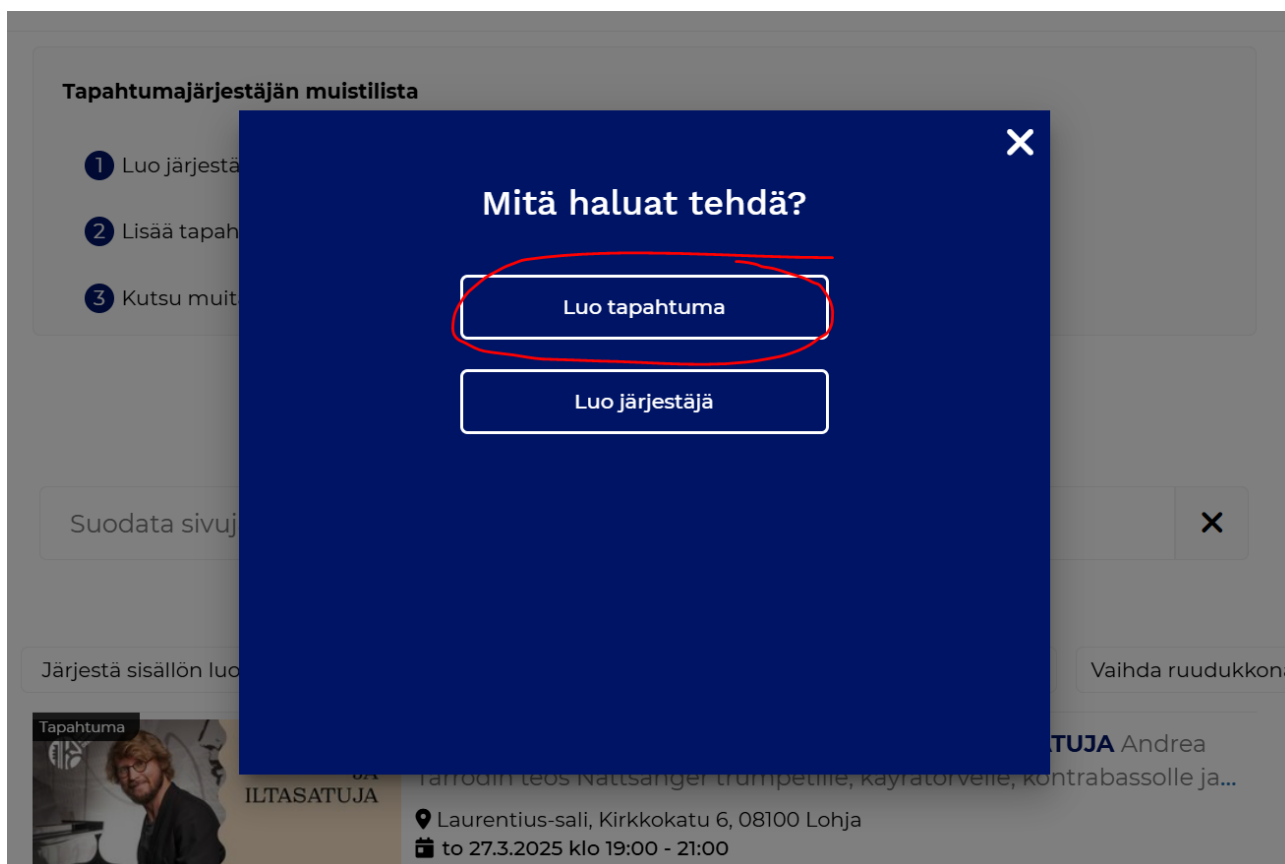 Tapahtumajärjestäjän muistilista
1 Luo järjestä
2 Lisää tapah
3 Kutsu muit
Mitä haluat tehdä?
Luo tapahtuma
Luo järjestäjä
Suodata sivuj
Järjestä sisällön luo
Vaihda ruudukkona
Tapahtuma
JA
ILTASATUJA
TUJA Andrea
Tarrodin teos Nattsånger trumpetille, käyrätorvelle, kontrabassolle ja...
Laurentius-sali, Kirkkokatu 6, 08100 Lohja
to 27.3.2025 klo 19:00 - 21:00